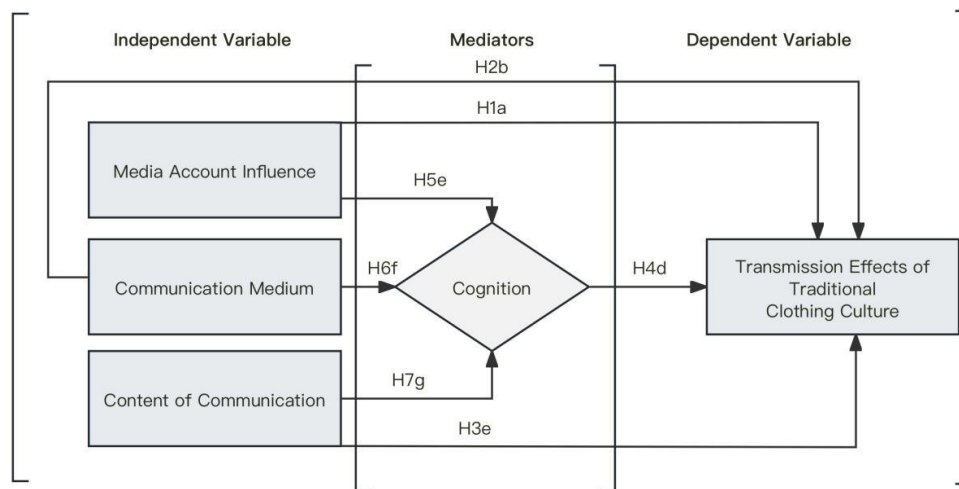 Independent Variable
Mediators
Dependent Variable
H2b
H1a
Media Account Influence
H5e
Communication Medium
H6f
Cognition
H4d
Transmission Effects of
Traditional
Clothing Culture
Content of Communication
H7g
H3e